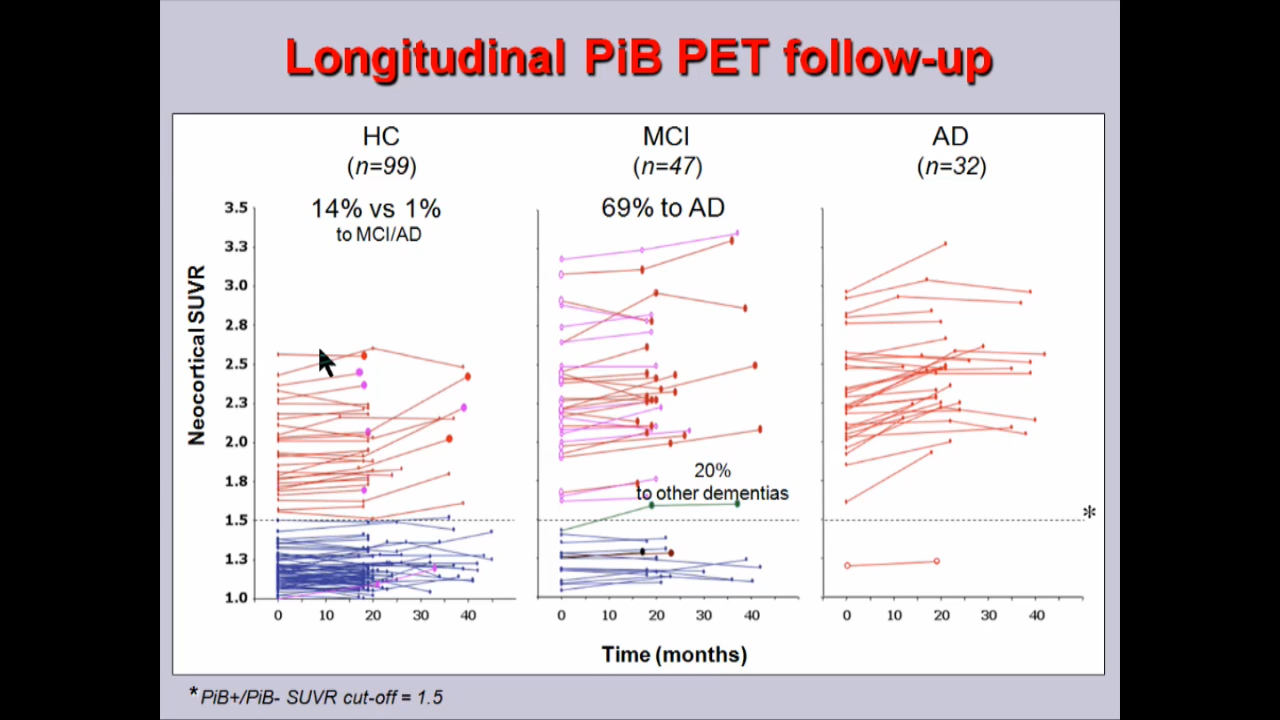 Longitudinal PiB PET follow-up
HC
(n=99)
14% vs 1%
to MCI/AD
MCI
(n=47)
69% to AD
AD
(n=32)
Neocortical SUVR
3.5
3.3
3.0
2.8
2.5
2.3
2.0
1.8
1.5
1.3
1.0
20%
to other dementias
*
0 10 20 30 40
0 10 20 30 40
0 10 20 30 40
Time (months)
* PiB+/PiB- SUVR cut-off = 1.5